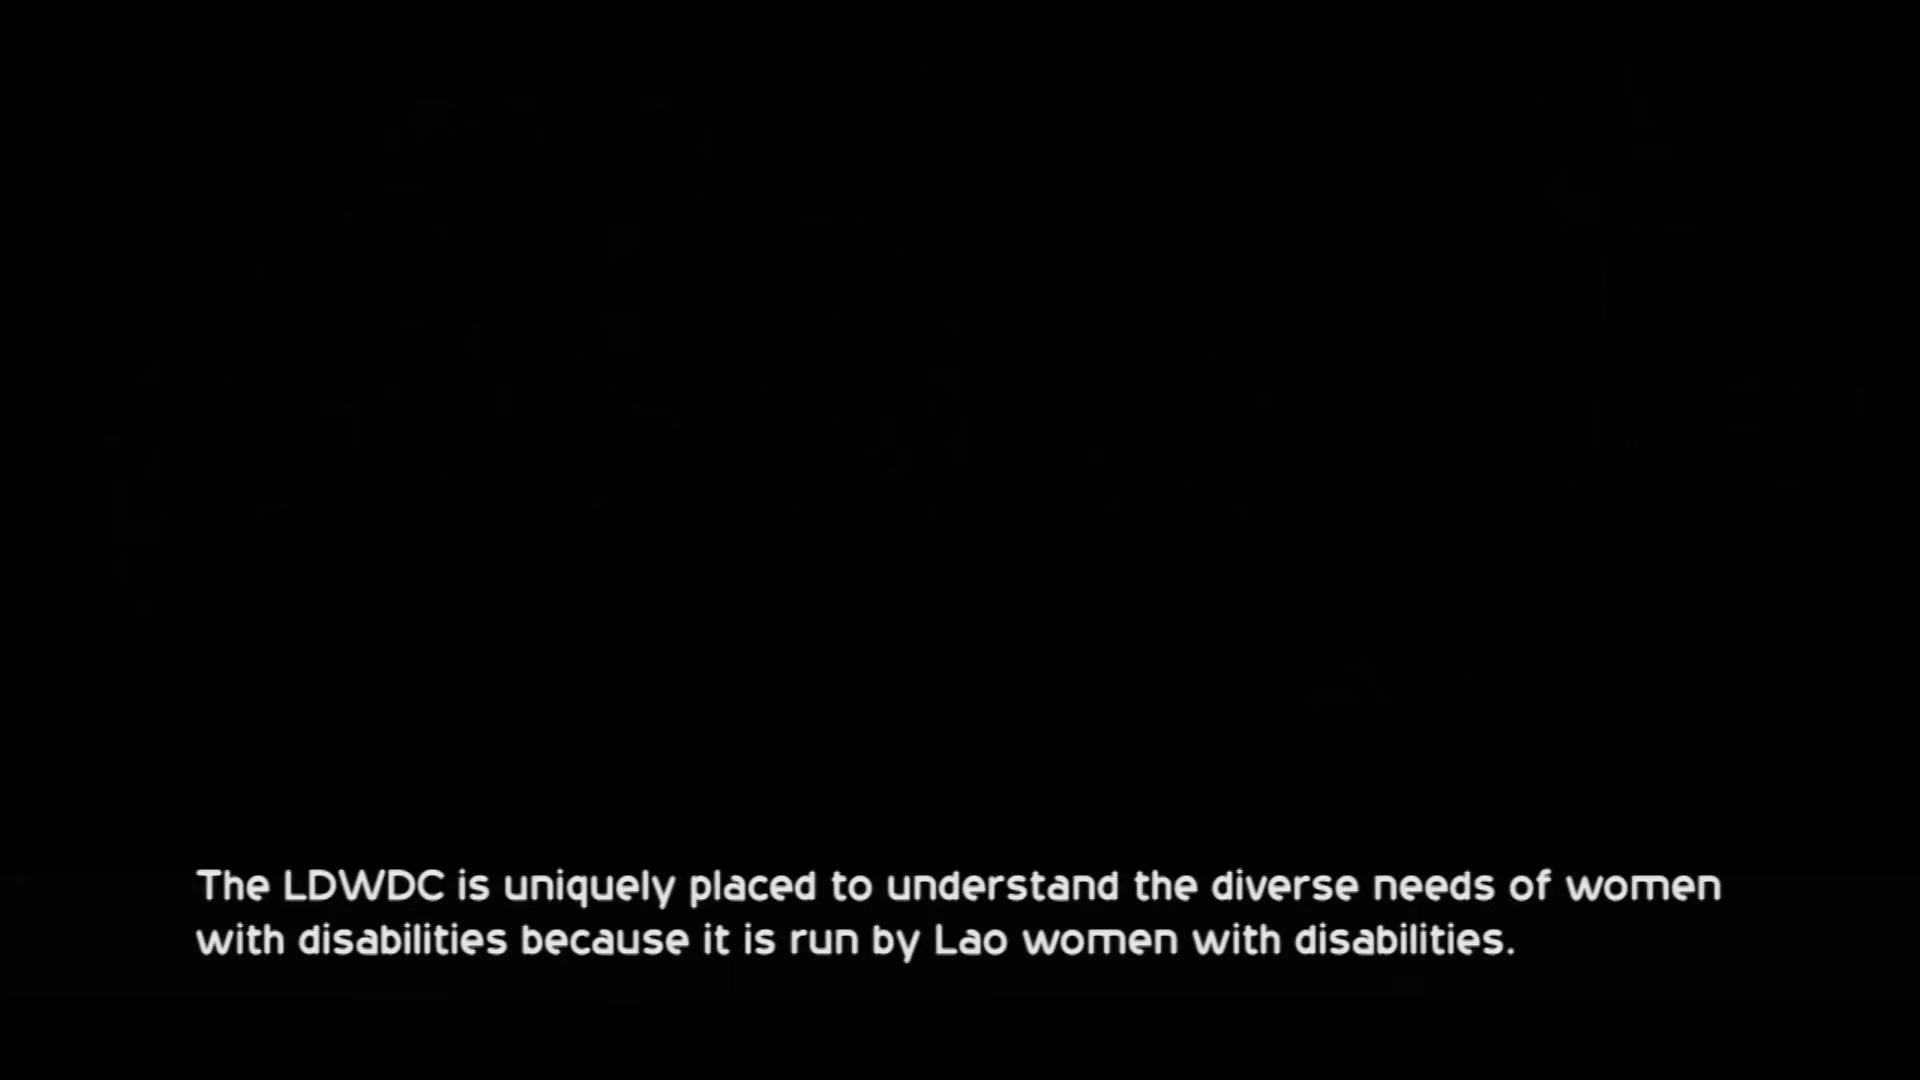 The LDWDC is uniquely placed to understand the diverse needs of women
with disabilities because it is run by Lao women with disabilities.